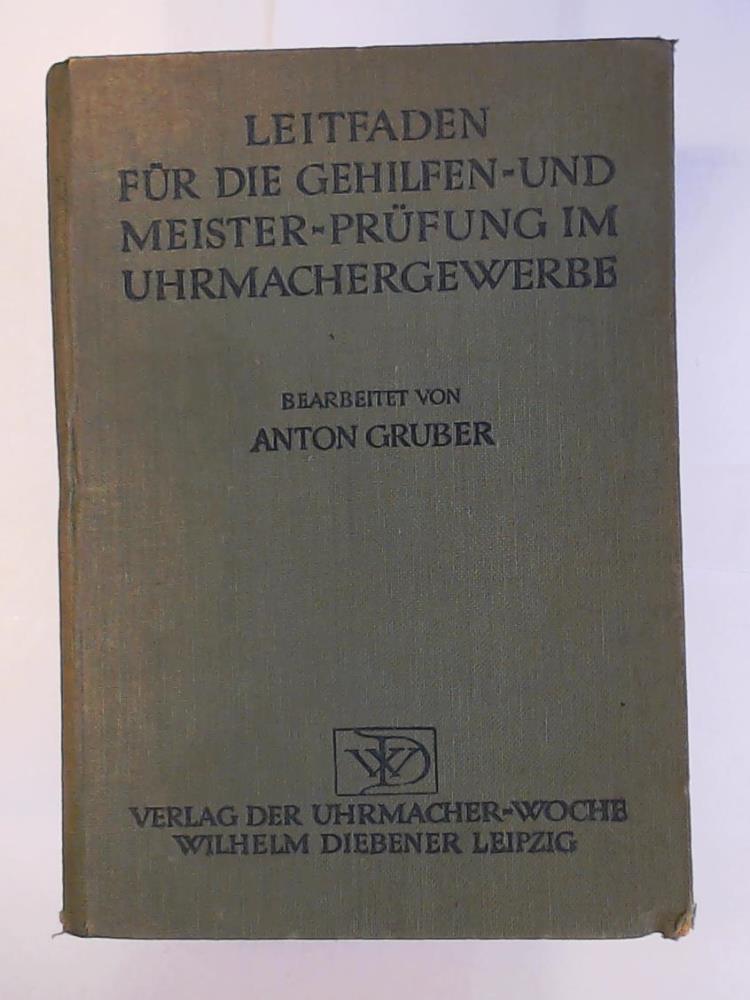 LEITFADEN
FÜR DIE GEHILFEN-UND
MEISTER-PRÜFUNG IM
UHRMACHERGEWERBE
BEARBEITET VON
ANTON GRUBER
WD
VERLAG DER UHRMACHER-WOCHE
WILHELM DIEBENER LEIPZIG